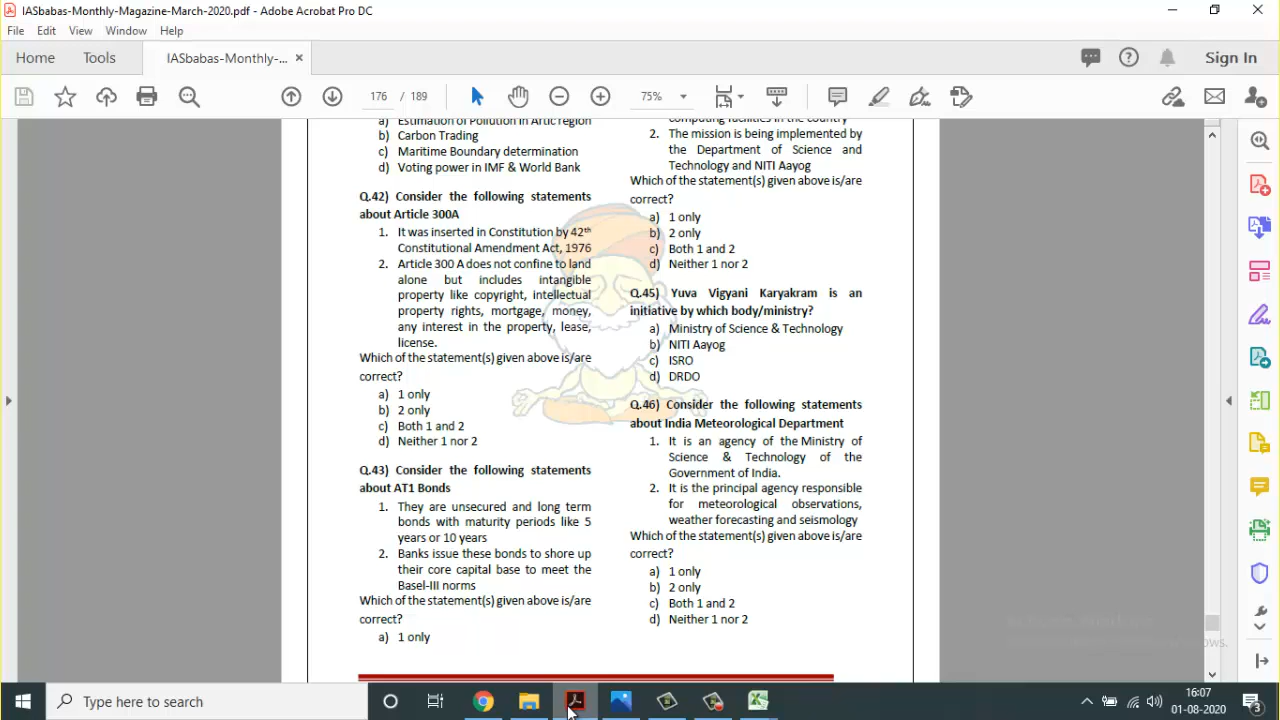 IASbabas-Monthly-Magazine-March-2020.pdf - Adobe Acrobat Pro DC
File Edit View Window Help
Home Tools IASbabas-Monthly-... × Sign In
176 / 189 75%
a) Estimation of Pollution in Artic region
b) Carbon Trading
c) Maritime Boundary determination
d) Voting power in IMF & World Bank
Q.42) Consider the following statements
about Article 300A
1. It was inserted in Constitution by 42th
Constitutional Amendment Act, 1976
2. Article 300 A does not confine to land
alone but includes intangible
property like copyright, intellectual
property rights, mortgage, money,
any interest in the property, lease,
license.
Which of the statement(s) given above is/are
correct?
a) 1 only
b) 2 only
c) Both 1 and 2
d) Neither 1 nor 2
Q.43) Consider the following statements
about AT1 Bonds
1. They are unsecured and long term
bonds with maturity periods like 5
years or 10 years
2. Banks issue these bonds to shore up
their core capital base to meet the
Basel-III norms
Which of the statement(s) given above is/are
correct?
a) 1 only
computing facilities in the country
2. The mission is being implemented by
the Department of Science and
Technology and NITI Aayog
Which of the statement(s) given above is/are
correct?
a) 1 only
b) 2 only
c) Both 1 and 2
d) Neither 1 nor 2
Q.45) Yuva Vigyani Karyakram is an
initiative by which body/ministry?
a) Ministry of Science & Technology
b) NITI Aayog
c) ISRO
d) DRDO
Q.46) Consider the following statements
about India Meteorological Department
1. It is an agency of the Ministry of
Science & Technology of the
Government of India.
2. It is the principal agency responsible
for meteorological observations,
weather forecasting and seismology
Which of the statement(s) given above is/are
correct?
a) 1 only
b) 2 only
c) Both 1 and 2
d) Neither 1 nor 2
Type here to search
16:07
01-08-2020
3